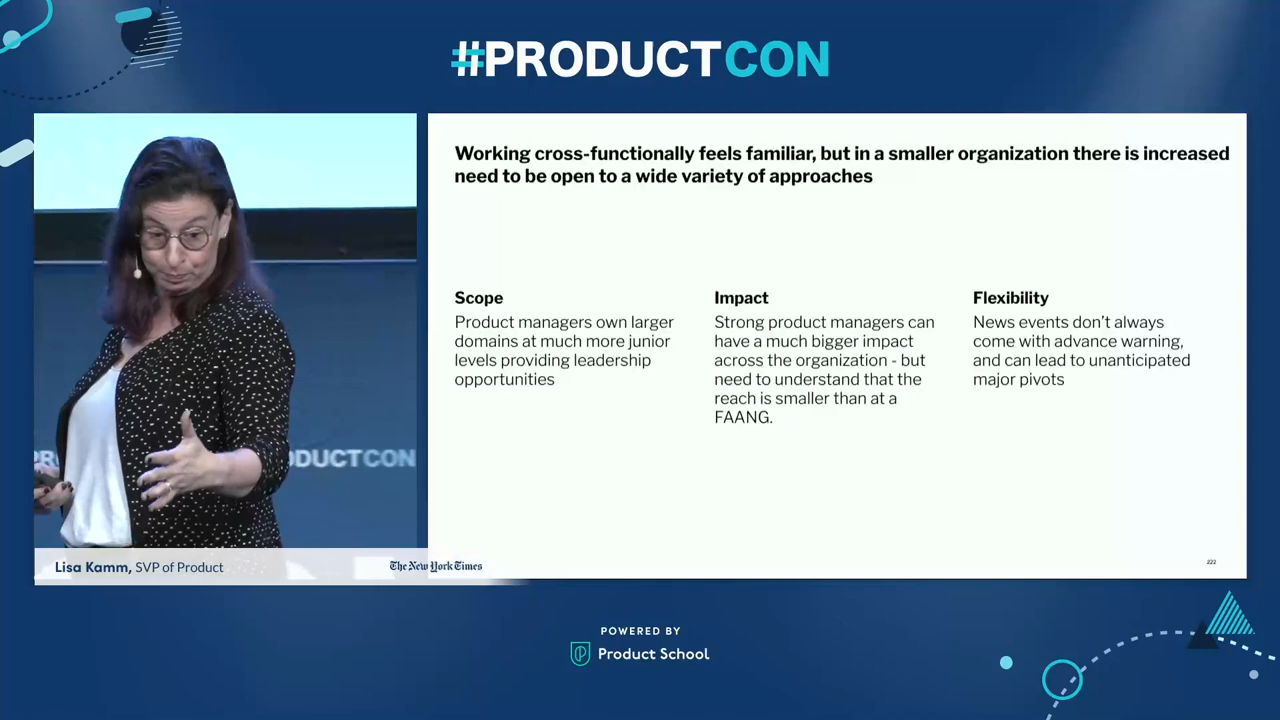 #PRODUCTCON
Working cross-functionally feels familiar, but in a smaller organization there is increased
need to be open to a wide variety of approaches
Scope
Product managers own larger
domains at much more junior
levels providing leadership
opportunities
Impact
Strong product managers can
have a much bigger impact
across the organization - but
need to understand that the
reach is smaller than at a
FAANG.
Flexibility
News events don’t always
come with advance warning,
and can lead to unanticipated
major pivots
PR
ODUCTCON
Lisa Kamm, SVP of Product
The New York Times
222
POWERED BY
Product School